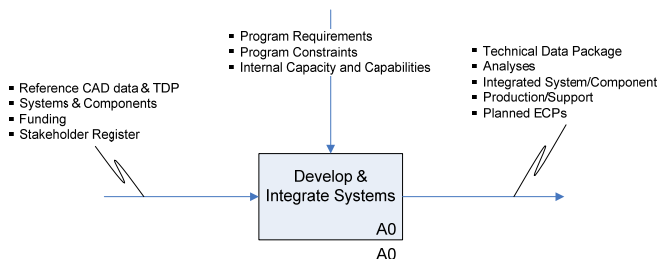 ▪ Program Requirements
▪ Program Constraints
▪ Internal Capacity and Capabilities
▪ Reference CAD data & TDP
▪ Systems & Components
▪ Funding
▪ Stakeholder Register
▪ Technical Data Package
▪ Analyses
▪ Integrated System/Component
▪ Production/Support
▪ Planned ECPs
Develop &
Integrate Systems
A0
A0